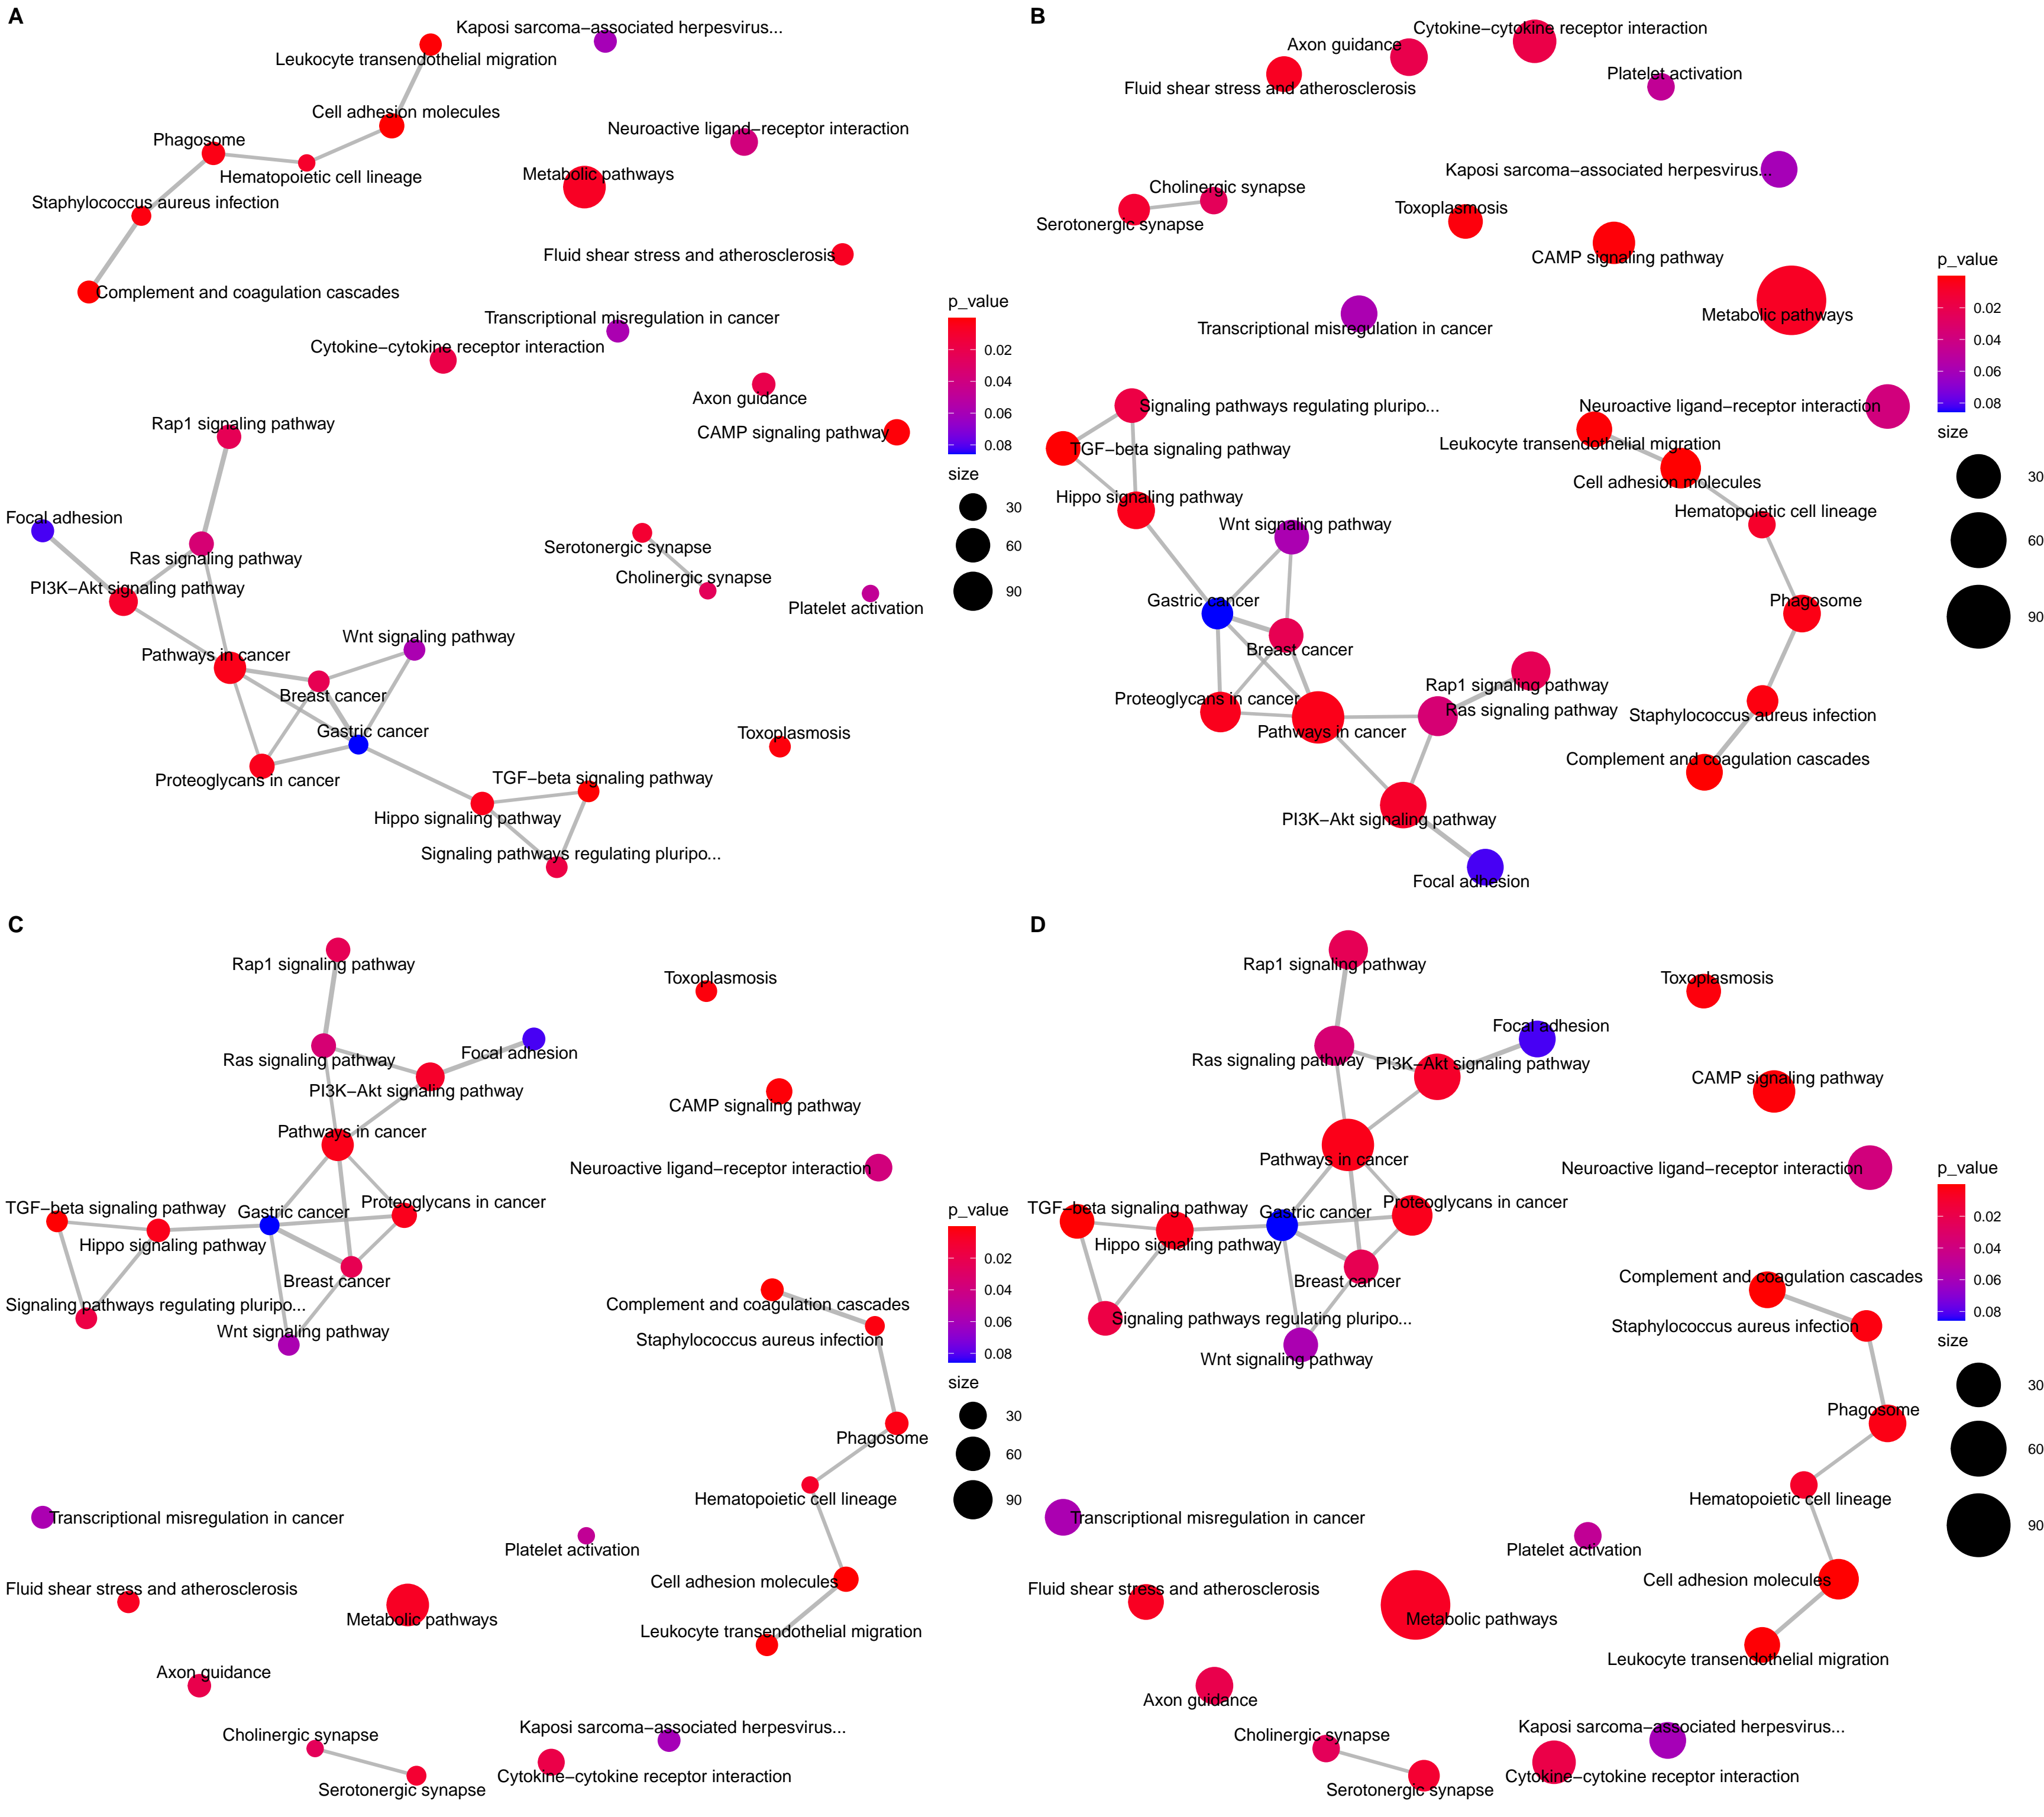 A
Kaposi sarcoma−associated herpesvirus...
Leukocyte transendothelial migration
Cell adhesion molecules
Neuroactive ligand−receptor interaction
Phagosome
Metabolic pathways
Hematopoietic cell lineage
Staphylococcus aureus infection
Fluid shear stress and atherosclerosis
Complement and coagulation cascades
Transcriptional misregulation in cancer
Cytokine−cytokine receptor interaction
Axon guidance
Rap1 signaling pathway
CAMP signaling pathway
Focal adhesion
Ras signaling pathway
Serotonergic synapse
Cholinergic synapse
PI3K−Akt signaling pathway
Platelet activation
Wnt signaling pathway
Pathways in cancer
Breast cancer
Gastric cancer
Toxoplasmosis
Proteoglycans in cancer
TGF−beta signaling pathway
Hippo signaling pathway
Signaling pathways regulating pluripo...
p_value
0.02
0.04
0.06
0.08
size
30
60
90
B
Cytokine−cytokine receptor interaction
Axon guidance
Platelet activation
Fluid shear stress and atherosclerosis
Kaposi sarcoma−associated herpesvirus...
Cholinergic synapse
Toxoplasmosis
Serotonergic synapse
CAMP signaling pathway
Metabolic pathways
Transcriptional misregulation in cancer
Signaling pathways regulating pluripo...
Neuroactive ligand−receptor interaction
TGF−beta signaling pathway
Leukocyte transendothelial migration
Cell adhesion molecules
Hippo signaling pathway
Hematopoietic cell lineage
Wnt signaling pathway
Gastric cancer
Phagosome
Breast cancer
Rap1 signaling pathway
Proteoglycans in cancer
Ras signaling pathway
Staphylococcus aureus infection
Pathways in cancer
Complement and coagulation cascades
PI3K−Akt signaling pathway
Focal adhesion
p_value
0.02
0.04
0.06
0.08
size
30
60
90
C
Rap1 signaling pathway
Toxoplasmosis
Focal adhesion
Ras signaling pathway
PI3K−Akt signaling pathway
CAMP signaling pathway
Pathways in cancer
Neuroactive ligand−receptor interaction
Proteoglycans in cancer
TGF−beta signaling pathway
Gastric cancer
Hippo signaling pathway
Breast cancer
Signaling pathways regulating pluripo...
Complement and coagulation cascades
Wnt signaling pathway
Staphylococcus aureus infection
Phagosome
Hematopoietic cell lineage
Transcriptional misregulation in cancer
Platelet activation
Cell adhesion molecules
Fluid shear stress and atherosclerosis
Metabolic pathways
Leukocyte transendothelial migration
Axon guidance
Kaposi sarcoma−associated herpesvirus...
Cholinergic synapse
Cytokine−cytokine receptor interaction
Serotonergic synapse
p_value
0.02
0.04
0.06
0.08
size
30
60
90
D
Rap1 signaling pathway
Toxoplasmosis
Focal adhesion
Ras signaling pathway
PI3K−Akt signaling pathway
CAMP signaling pathway
Pathways in cancer
Neuroactive ligand−receptor interaction
Proteoglycans in cancer
TGF−beta signaling pathway
Gastric cancer
Hippo signaling pathway
Complement and coagulation cascades
Breast cancer
Signaling pathways regulating pluripo...
Staphylococcus aureus infection
Wnt signaling pathway
Phagosome
Hematopoietic cell lineage
Transcriptional misregulation in cancer
Platelet activation
Cell adhesion molecules
Fluid shear stress and atherosclerosis
Metabolic pathways
Leukocyte transendothelial migration
Axon guidance
Kaposi sarcoma−associated herpesvirus...
Cholinergic synapse
Cytokine−cytokine receptor interaction
Serotonergic synapse
p_value
0.02
0.04
0.06
0.08
size
30
60
90